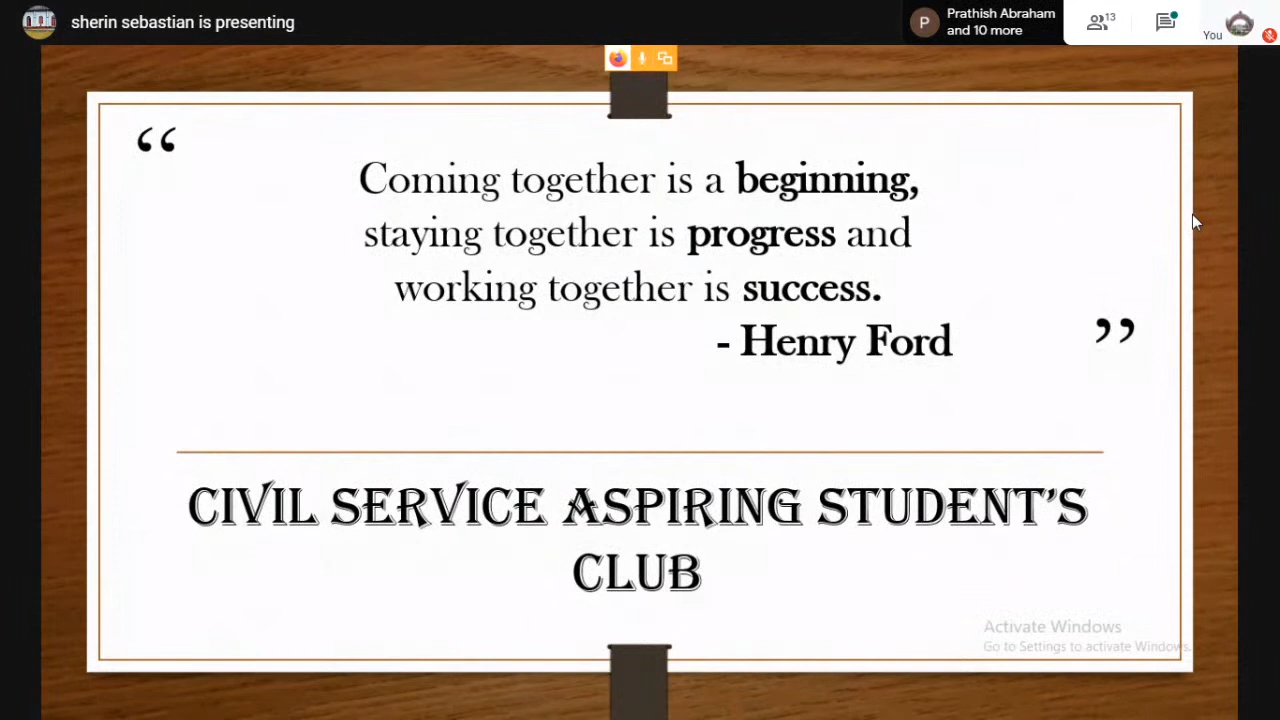 sherin sebastian is presenting
P
Prathish Abraham
and 10 more
13
You
“
Coming together is a beginning,
staying together is progress and
working together is success.
- Henry Ford
”
CIVIL SERVICE ASPIRING STUDENT’S
CLUB
Activate Windows
Go to Settings to activate Windows.